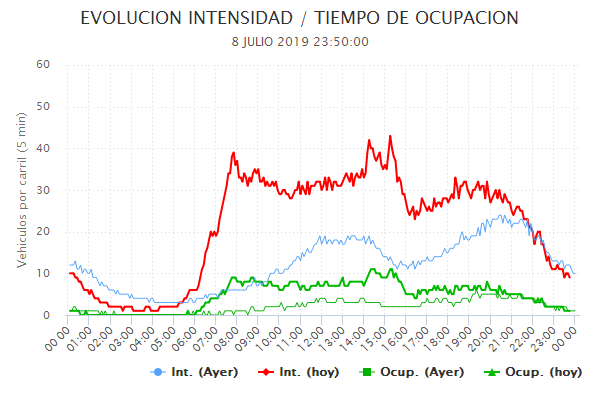 EVOLUCION INTENSIDAD / TIEMPO DE OCUPACION
8 JULIO 2019 23:50:00
Vehiculos por carril (5 min)
60
50
40
30
20
10
0
00:00 01:00 02:00 03:00 04:00 05:00 06:00 07:00 08:00 09:00 10:00 11:00 12:00 13:00 14:00 15:00 16:00 17:00 18:00 19:00 20:00 21:00 22:00 23:00 00:00
Int. (Ayer) Int. (hoy) Ocup. (Ayer) Ocup. (hoy)